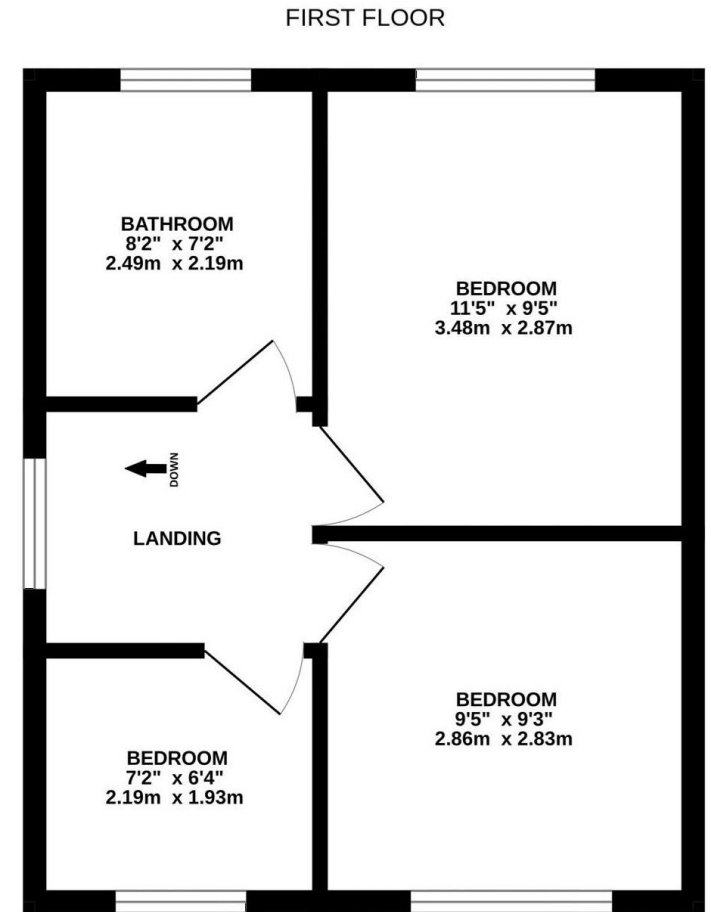 FIRST FLOOR
BATHROOM
8'2"  x 7'2"
2.49m  x 2.19m
BEDROOM
11'5"  x 9'5"
3.48m  x 2.87m
DOWN
LANDING
BEDROOM
9'5"  x 9'3"
2.86m  x 2.83m
BEDROOM
7'2"  x 6'4"
2.19m  x 1.93m